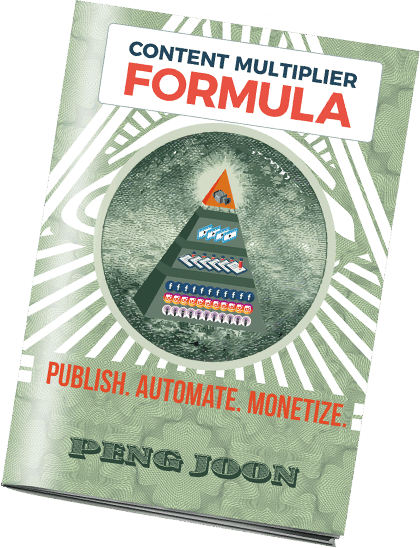 CONTENT MULTIPLIER
FORMULA
PUBLISH. AUTOMATE. MONETIZE.
PENG JOON